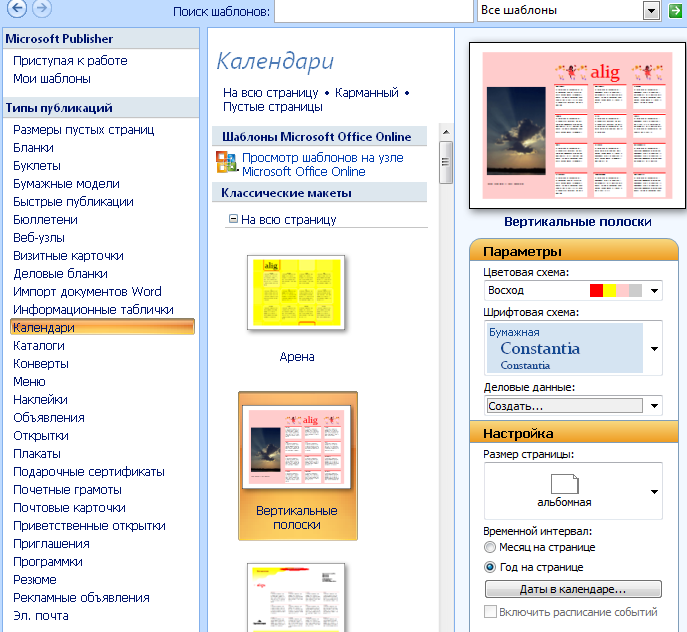 Поиск шаблонов:
Все шаблоны
Microsoft Publisher
Приступая к работе
Мои шаблоны
Типы публикаций
Размеры пустых страниц
Бланки
Буклеты
Бумажные модели
Быстрые публикации
Бюллетени
Веб-узлы
Визитные карточки
Деловые бланки
Импорт документов Word
Информационные таблички
Календари
Каталоги
Конверты
Меню
Наклейки
Объявления
Открытки
Плакаты
Подарочные сертификаты
Почетные грамоты
Почтовые карточки
Приветственные открытки
Приглашения
Программки
Резюме
Рекламные объявления
Эл. почта
Календари
На всю страницу • Карманный •
Пустые страницы
Шаблоны Microsoft Office Online
Просмотр шаблонов на узле
Microsoft Office Online
Классические макеты
На всю страницу
alig
Арена
alig
Вертикальные
полоски
alig
Вертикальные полоски
Параметры
Цветовая схема:
Восход
Шрифтовая схема:
Бумажная
Constantia
Constantia
Деловые данные:
Создать...
Настройка
Размер страницы:
альбомная
Временной интервал:
Месяц на странице
Год на странице
Даты в календаре...
Включить расписание событий